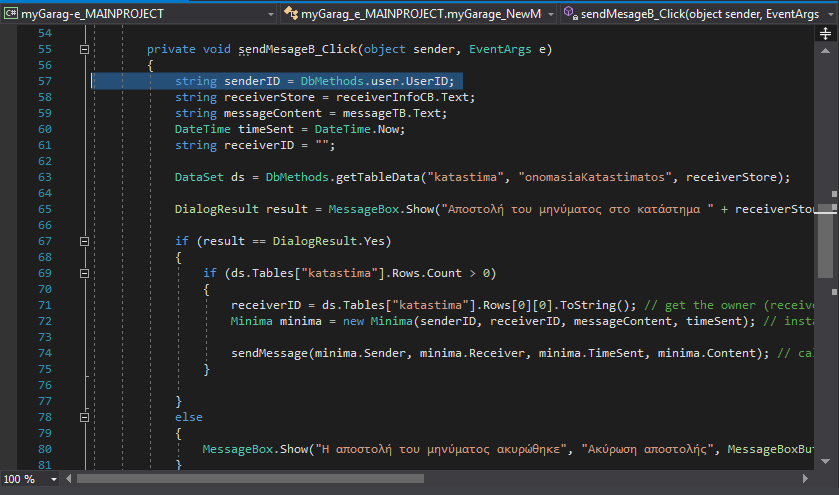 C# myGarag-e_MAINPROJECT myGarag_e_MAINPROJECT.myGarage_NewM sendMesageB_Click(object sender, EventArgs
54
55 private void sendMesageB_Click(object sender, EventArgs e)
56 {
57 string senderID = DbMethods.user.UserID;
58 string receiverStore = receiverInfoCB.Text;
59 string messageContent = messageTB.Text;
60 DateTime timeSent = DateTime.Now;
61 string receiverID = "";
62
63 DataSet ds = DbMethods.getTableData("katastima", "onomasiaKatastimatos", receiverStore);
64
65 DialogResult result = MessageBox.Show("Αποστολή του μηνύματος στο κατάστημα " + receiverStou
66
67 if (result == DialogResult.Yes)
68 {
69 if (ds.Tables["katastima"].Rows.Count > 0)
70 {
71 receiverID = ds.Tables["katastima"].Rows[0][0].ToString(); // get the owner (receive
72 Minima minima = new Minima(senderID, receiverID, messageContent, timeSent); // insta
73
74 sendMessage(minima.Sender, minima.Receiver, minima.TimeSent, minima.Content); // cal
75 }
76
77 }
78 else
79 {
80 MessageBox.Show("Η αποστολή του μηνύματος ακυρώθηκε", "Ακύρωση αποστολής", MessageBoxBut
81 }
100 %